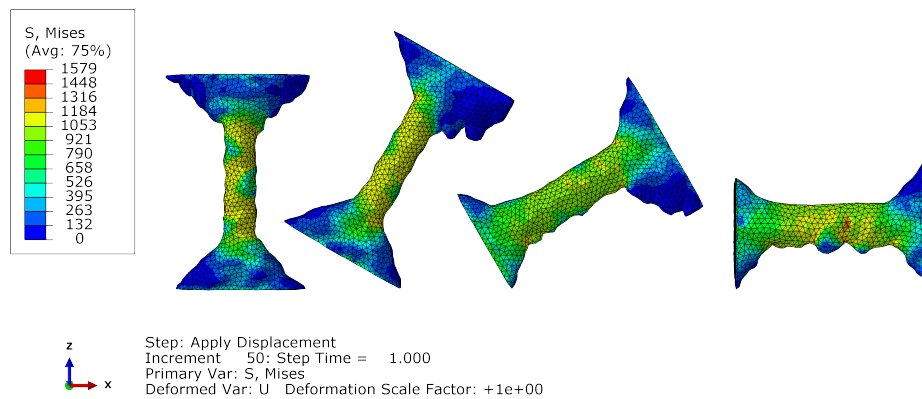 S, Mises
(Avg: 75%)
1579
1448
1316
1184
1053
921
790
658
526
395
263
132
0
z
x
Step: Apply Displacement
Increment 50: Step Time = 1.000
Primary Var: S, Mises
Deformed Var: U Deformation Scale Factor: +1e+00